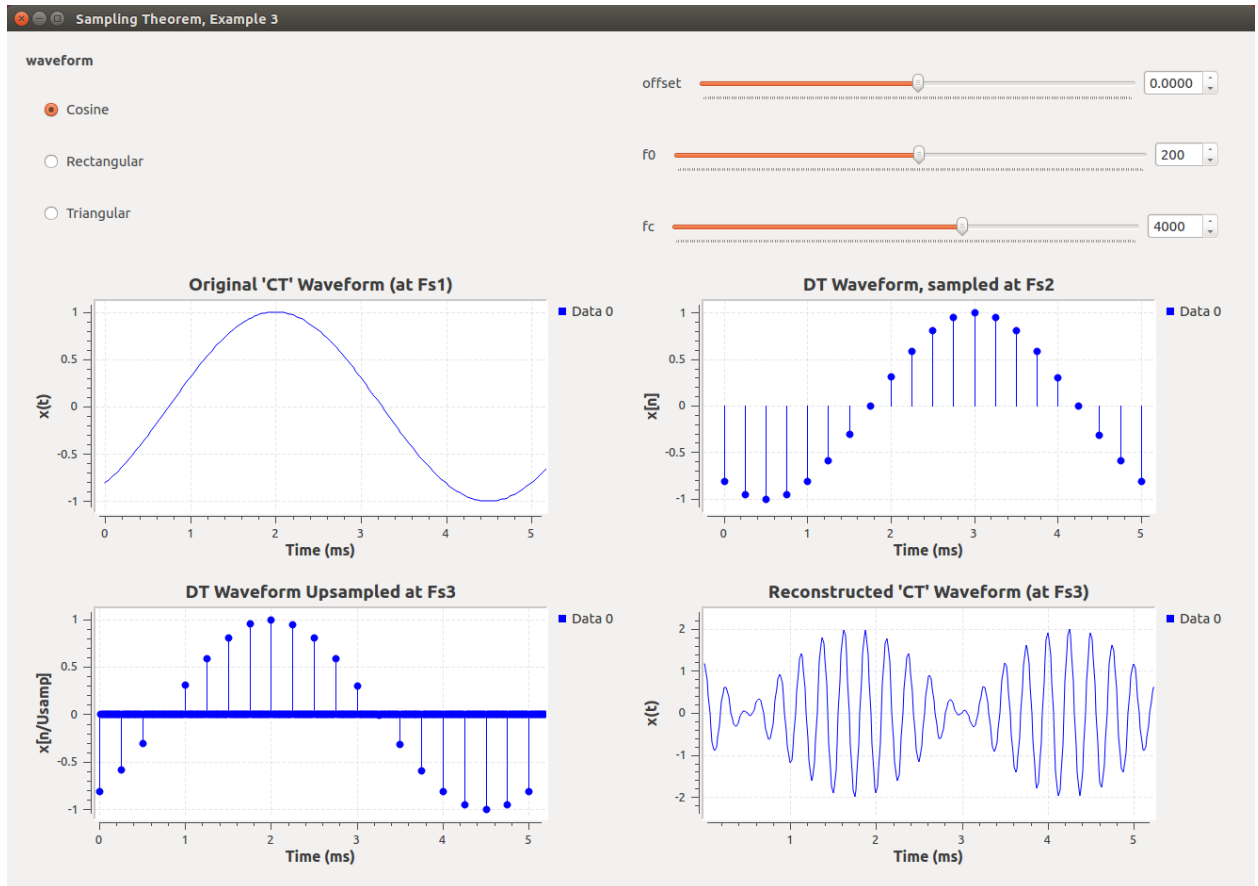 Sampling Theorem, Example 3
waveform
Cosine
Rectangular
Triangular
offset 0.0000
f0 200
fc 4000
Original 'CT' Waveform (at Fs1)
Data 0
x(t)
1
0.5
0
-0.5
-1
0 1 2 3 4 5
Time (ms)
DT Waveform, sampled at Fs2
Data 0
x[n]
1
0.5
0
-0.5
-1
0 1 2 3 4 5
Time (ms)
DT Waveform Upsampled at Fs3
Data 0
x[n/Usamp]
1
0.5
0
-0.5
-1
0 1 2 3 4 5
Time (ms)
Reconstructed 'CT' Waveform (at Fs3)
Data 0
x(t)
2
1
0
-1
-2
1 2 3 4 5
Time (ms)